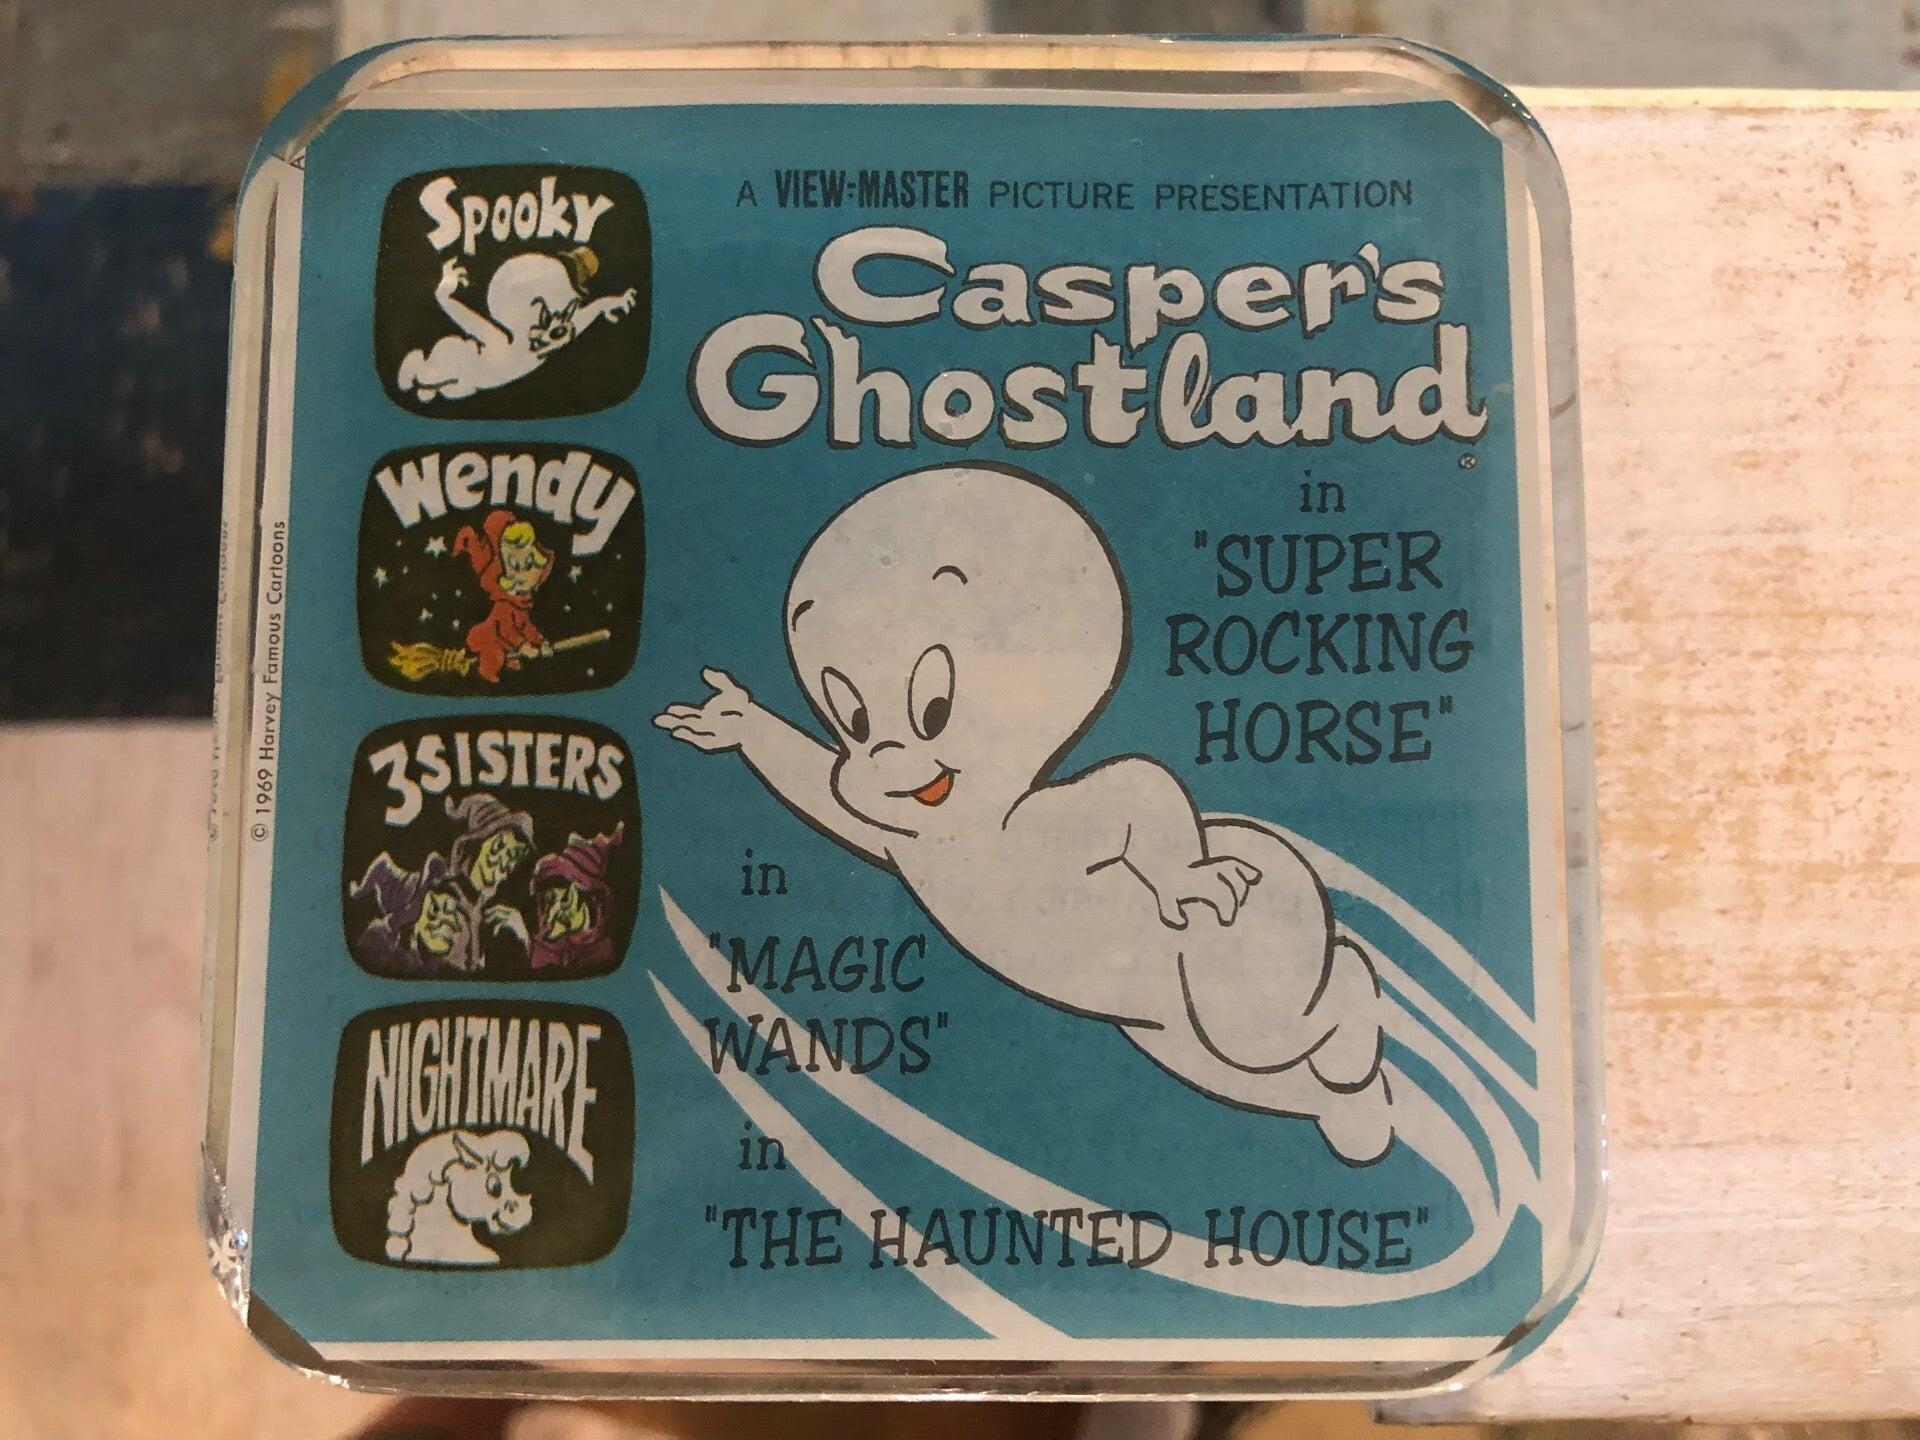 A VIEW-MASTER PICTURE PRESENTATION
Casper's
Ghostland
®
in
"SUPER
ROCKING
HORSE"
in
"MAGIC
WANDS"
in
"THE HAUNTED HOUSE"
Spooky
Wendy
3 SISTERS
NIGHTMARE
© 1969 Harvey Famous Cartoons
A